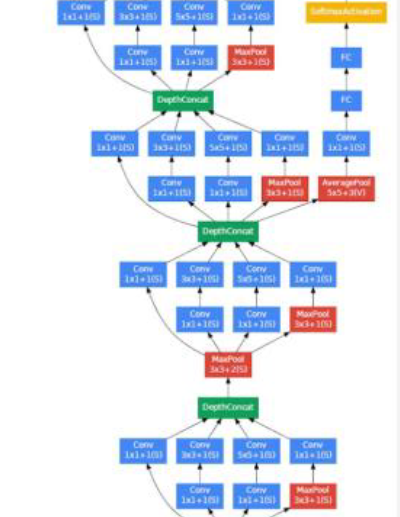 Conv Conv Conv Conv SoftmaxActivation
1x1+1(S) 3x3+1(S) 5x5+1(S) 1x1+1(S)
Conv Conv MaxPool FC
1x1+1(S) 1x1+1(S) 3x3+1(S)
DepthConcat FC
Conv Conv Conv Conv Conv
1x1+1(S) 3x3+1(S) 5x5+1(S) 1x1+1(S) 1x1+1(S)
Conv Conv MaxPool AveragePool
1x1+1(S) 1x1+1(S) 3x3+1(S) 5x5+3(V)
DepthConcat
Conv Conv Conv Conv
1x1+1(S) 3x3+1(S) 5x5+1(S) 1x1+1(S)
Conv Conv MaxPool
1x1+1(S) 1x1+1(S) 3x3+1(S)
MaxPool
3x3+2(S)
DepthConcat
Conv Conv Conv Conv
1x1+1(S) 3x3+1(S) 5x5+1(S) 1x1+1(S)
Conv Conv MaxPool
1x1+1(S) 1x1+1(S) 3x3+1(S)